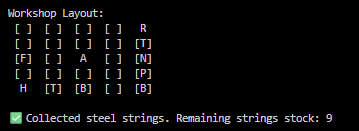 Workshop Layout:
[ ] [ ] [ ] [ ]  R
[ ] [ ] [ ] [ ] [T]
[F] [ ]  A  [ ] [N]
[ ] [ ] [ ] [ ] [P]
 H  [T] [B] [ ] [B]
✅ Collected steel strings. Remaining strings stock: 9